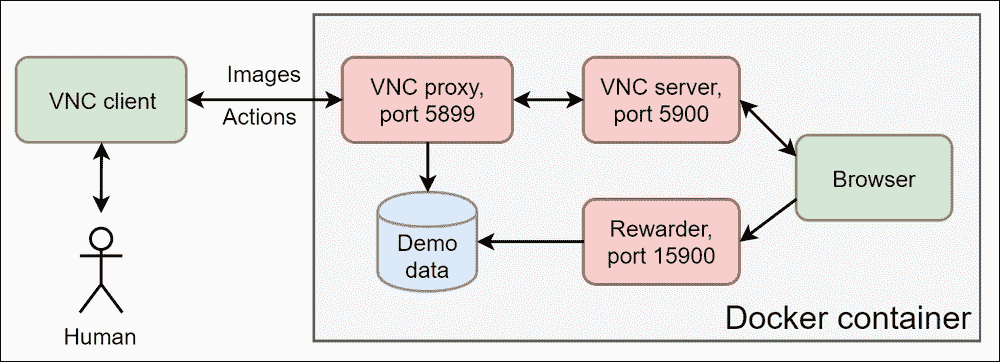 VNC client
Images
Actions
VNC proxy,
port 5899
VNC server,
port 5900
Browser
Demo
data
Rewarder,
port 15900
Human
Docker container